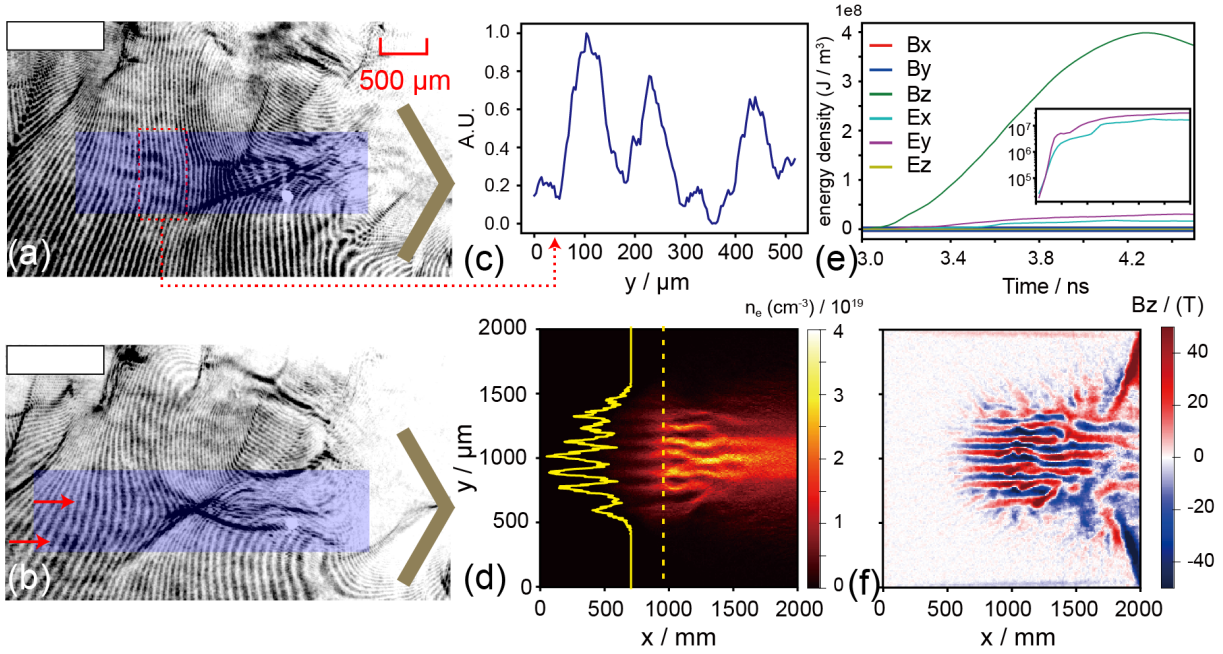 500 μm
(a)
(b)
(c)
A.U.
1.0
0.8
0.6
0.4
0.2
0.0
0 100 200 300 400 500
y / μm
1e8
4
3
2
1
0
energy density (J / m³)
Bx
By
Bz
Ex
Ey
Ez
10⁷
10⁶
10⁵
3.0 3.4 3.8 4.2
(e)
Time / ns
nₑ (cm⁻³) / 10¹⁹
2000
1500
1000
500
0
y / μm
4
3
2
1
0
(d)
0 500 1000 1500 2000
x / mm
Bz / (T)
40
20
0
-20
-40
(f)
0 500 1000 1500 2000
x / mm